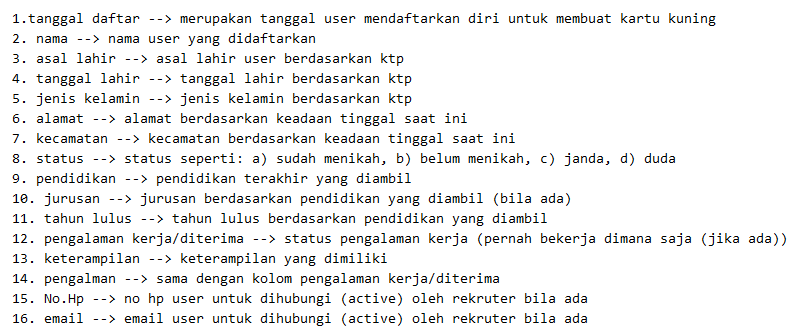 1.tanggal daftar --> merupakan tanggal user mendaftarkan diri untuk membuat kartu kuning
2. nama --> nama user yang didaftarkan
3. asal lahir --> asal lahir user berdasarkan ktp
4. tanggal lahir --> tanggal lahir berdasarkan ktp
5. jenis kelamin --> jenis kelamin berdasarkan ktp
6. alamat --> alamat berdasarkan keadaan tinggal saat ini
7. kecamatan --> kecamatan berdasarkan keadaan tinggal saat ini
8. status --> status seperti: a) sudah menikah, b) belum menikah, c) janda, d) duda
9. pendidikan --> pendidikan terakhir yang diambil
10. jurusan --> jurusan berdasarkan pendidikan yang diambil (bila ada)
11. tahun lulus --> tahun lulus berdasarkan pendidikan yang diambil
12. pengalaman kerja/diterima --> status pengalaman kerja (pernah bekerja dimana saja (jika ada))
13. keterampilan --> keterampilan yang dimiliki
14. pengalman --> sama dengan kolom pengalaman kerja/diterima
15. No.Hp --> no hp user untuk dihubungi (active) oleh rekruter bila ada
16. email --> email user untuk dihubungi (active) oleh rekruter bila ada